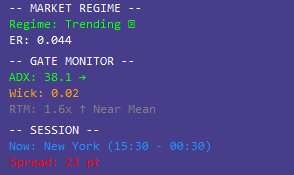 -- MARKET REGIME --
Regime: Trending
ER: 0.044
-- GATE MONITOR --
ADX: 38.1 →
Wick: 0.02
RTM: 1.6x ↑ Near Mean
-- SESSION --
Now: New York (15:30 - 00:30)
Spread: 23 pt